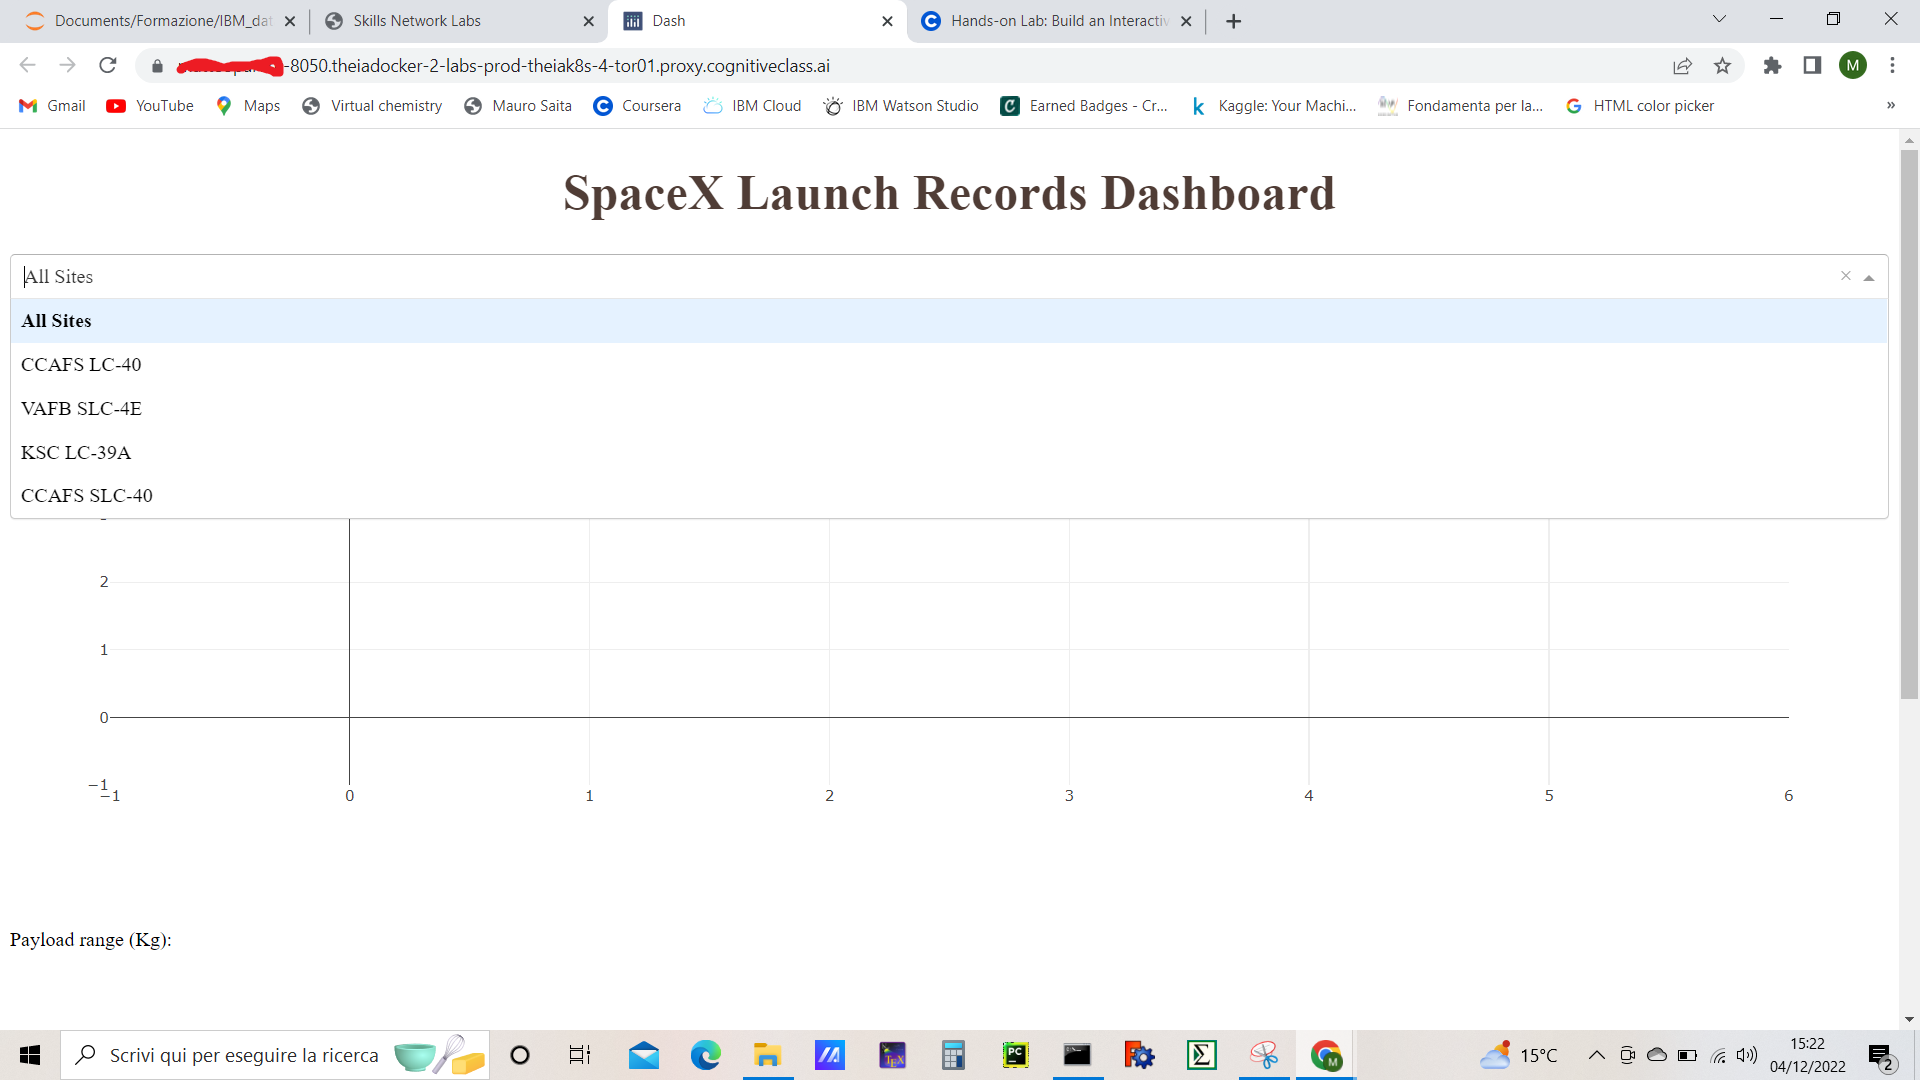 Documents/Formazione/IBM_dat
Skills Network Labs
Dash
Hands-on Lab: Build an Interactiv
-8050.theiadocker-2-labs-prod-theiak8s-4-tor01.proxy.cognitiveclass.ai
M
Gmail
YouTube
Maps
Virtual chemistry
Mauro Saita
Coursera
IBM Cloud
IBM Watson Studio
Earned Badges - Cr...
Kaggle: Your Machi...
Fondamenta per la...
HTML color picker
»
SpaceX Launch Records Dashboard
All Sites
All Sites
CCAFS LC-40
VAFB SLC-4E
KSC LC-39A
CCAFS SLC-40
2
1
0
−1
−1 0 1 2 3 4 5 6
Payload range (Kg):
Scrivi qui per eseguire la ricerca
15°C
15:22
04/12/2022
2